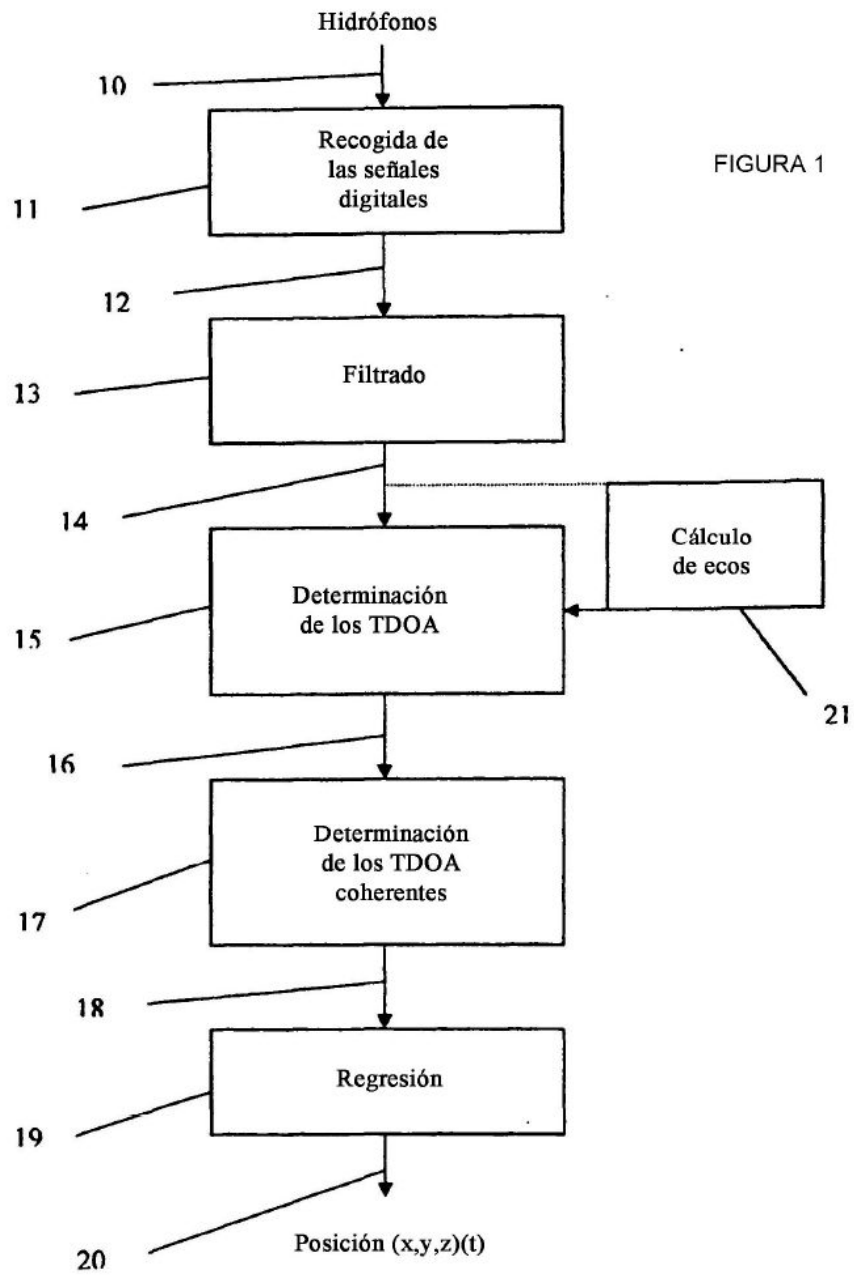 Hidrófonos
10
Recogida de
las señales
digitales
FIGURA 1
11
12
Filtrado
13
14
Cálculo
de ecos
Determinación
de los TDOA
15
21
16
Determinación
de los TDOA
coherentes
17
18
Regresión
19
Posición (x,y,z)(t)
20